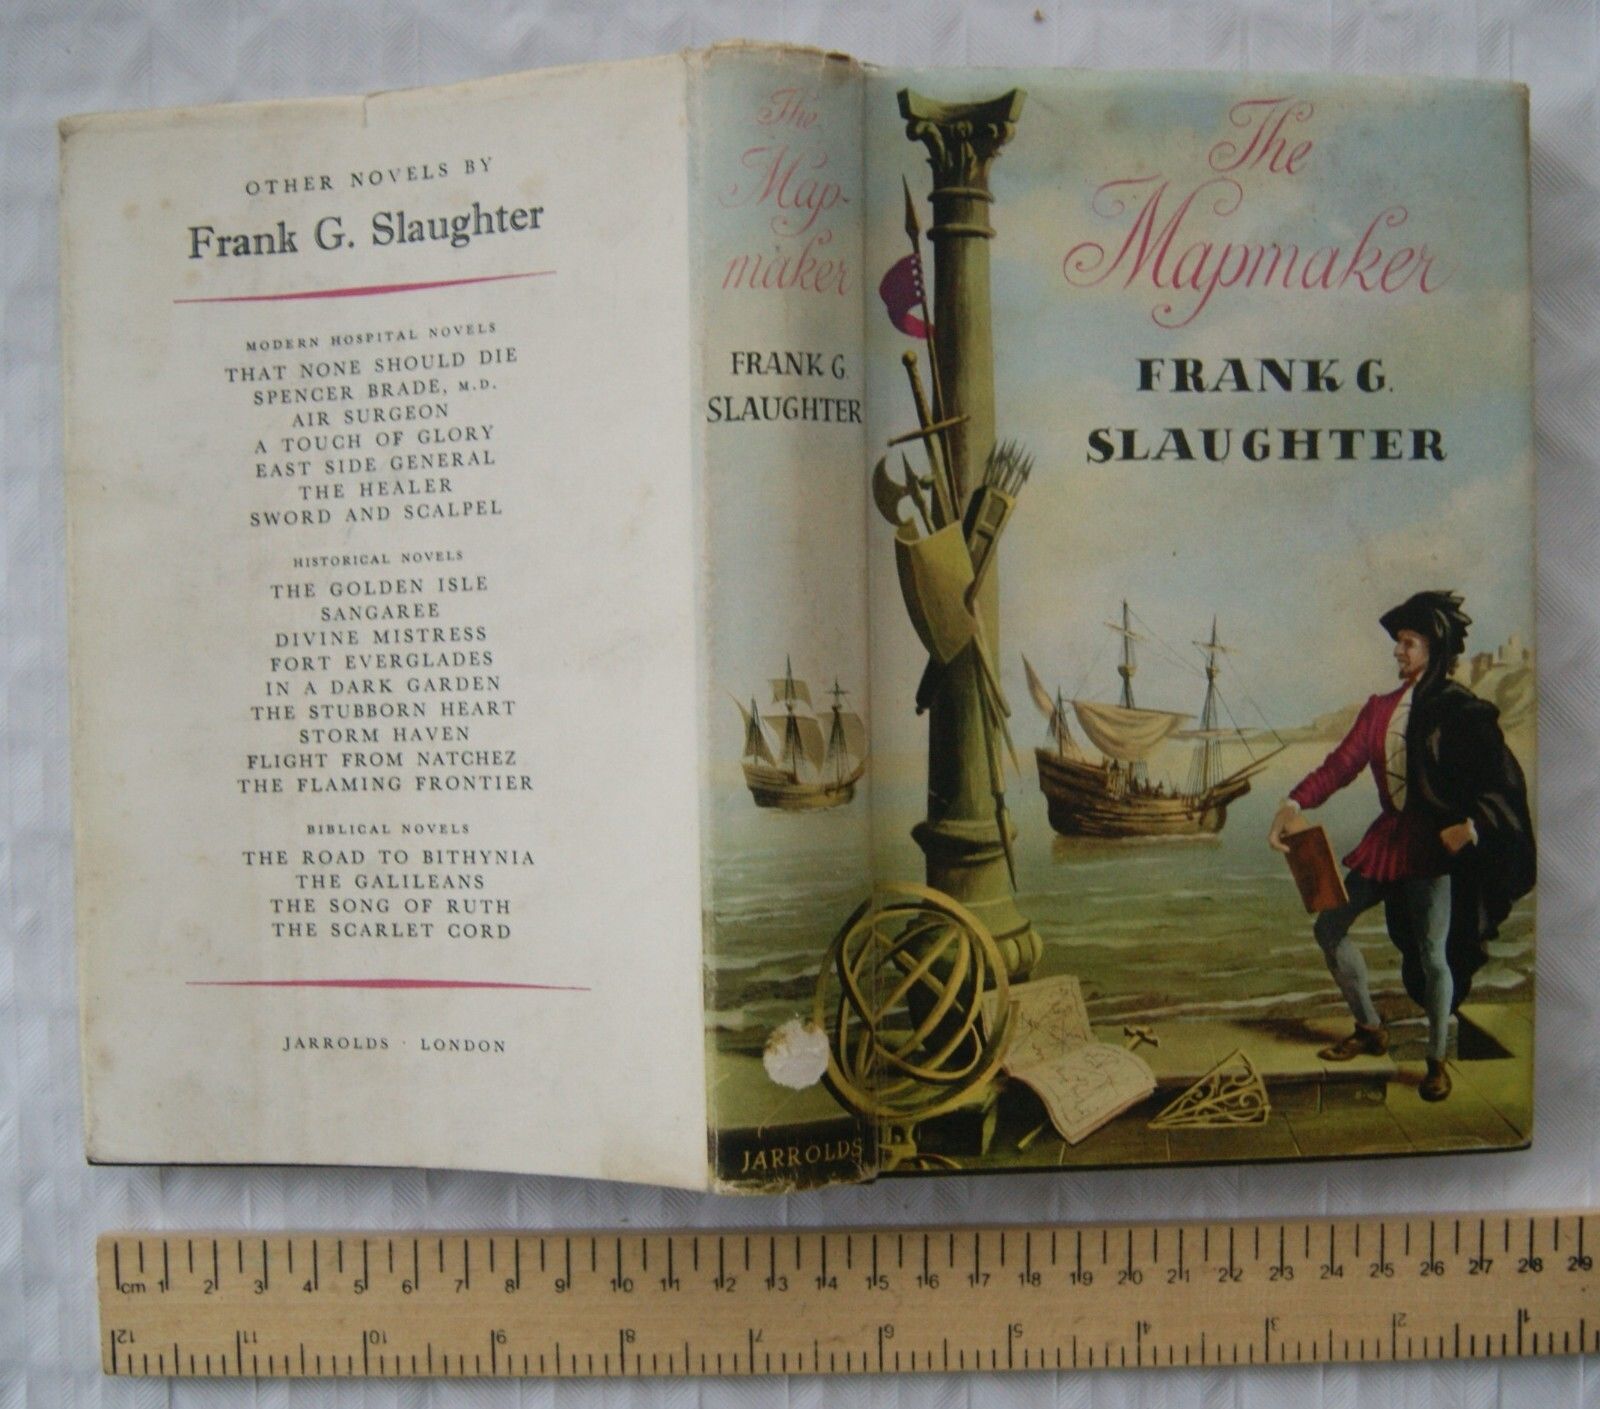 OTHER NOVELS BY
Frank G. Slaughter
MODERN HOSPITAL NOVELS
THAT NONE SHOULD DIE
SPENCER BRADE, M.D.
AIR SURGEON
A TOUCH OF GLORY
EAST SIDE GENERAL
THE HEALER
SWORD AND SCALPEL
HISTORICAL NOVELS
THE GOLDEN ISLE
SANGAREE
DIVINE MISTRESS
FORT EVERGLADES
IN A DARK GARDEN
THE STUBBORN HEART
STORM HAVEN
FLIGHT FROM NATCHEZ
THE FLAMING FRONTIER
BIBLICAL NOVELS
THE ROAD TO BITHYNIA
THE GALILEANS
THE SONG OF RUTH
THE SCARLET CORD
JARROLDS · LONDON
The
Map-
maker
FRANK G.
SLAUGHTER
JARROLDS
The
Mapmaker
FRANK G.
SLAUGHTER
cm 1 2 3 4 5 6 7 8 9 10 11 12 13 14 15 16 17 18 19 20 21 22 23 24 25 26 27 28 29
12 11 10 9 8 7 6 5 4 3 2 1